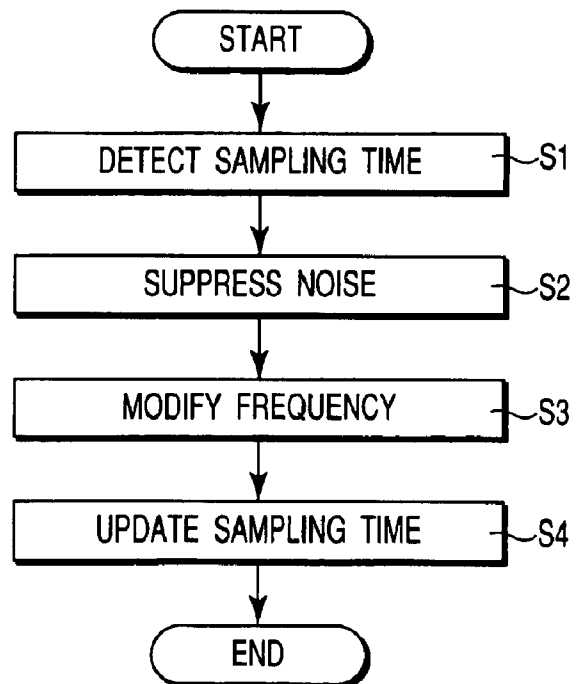 START
DETECT SAMPLING TIME S1
SUPPRESS NOISE S2
MODIFY FREQUENCY S3
UPDATE SAMPLING TIME S4
END